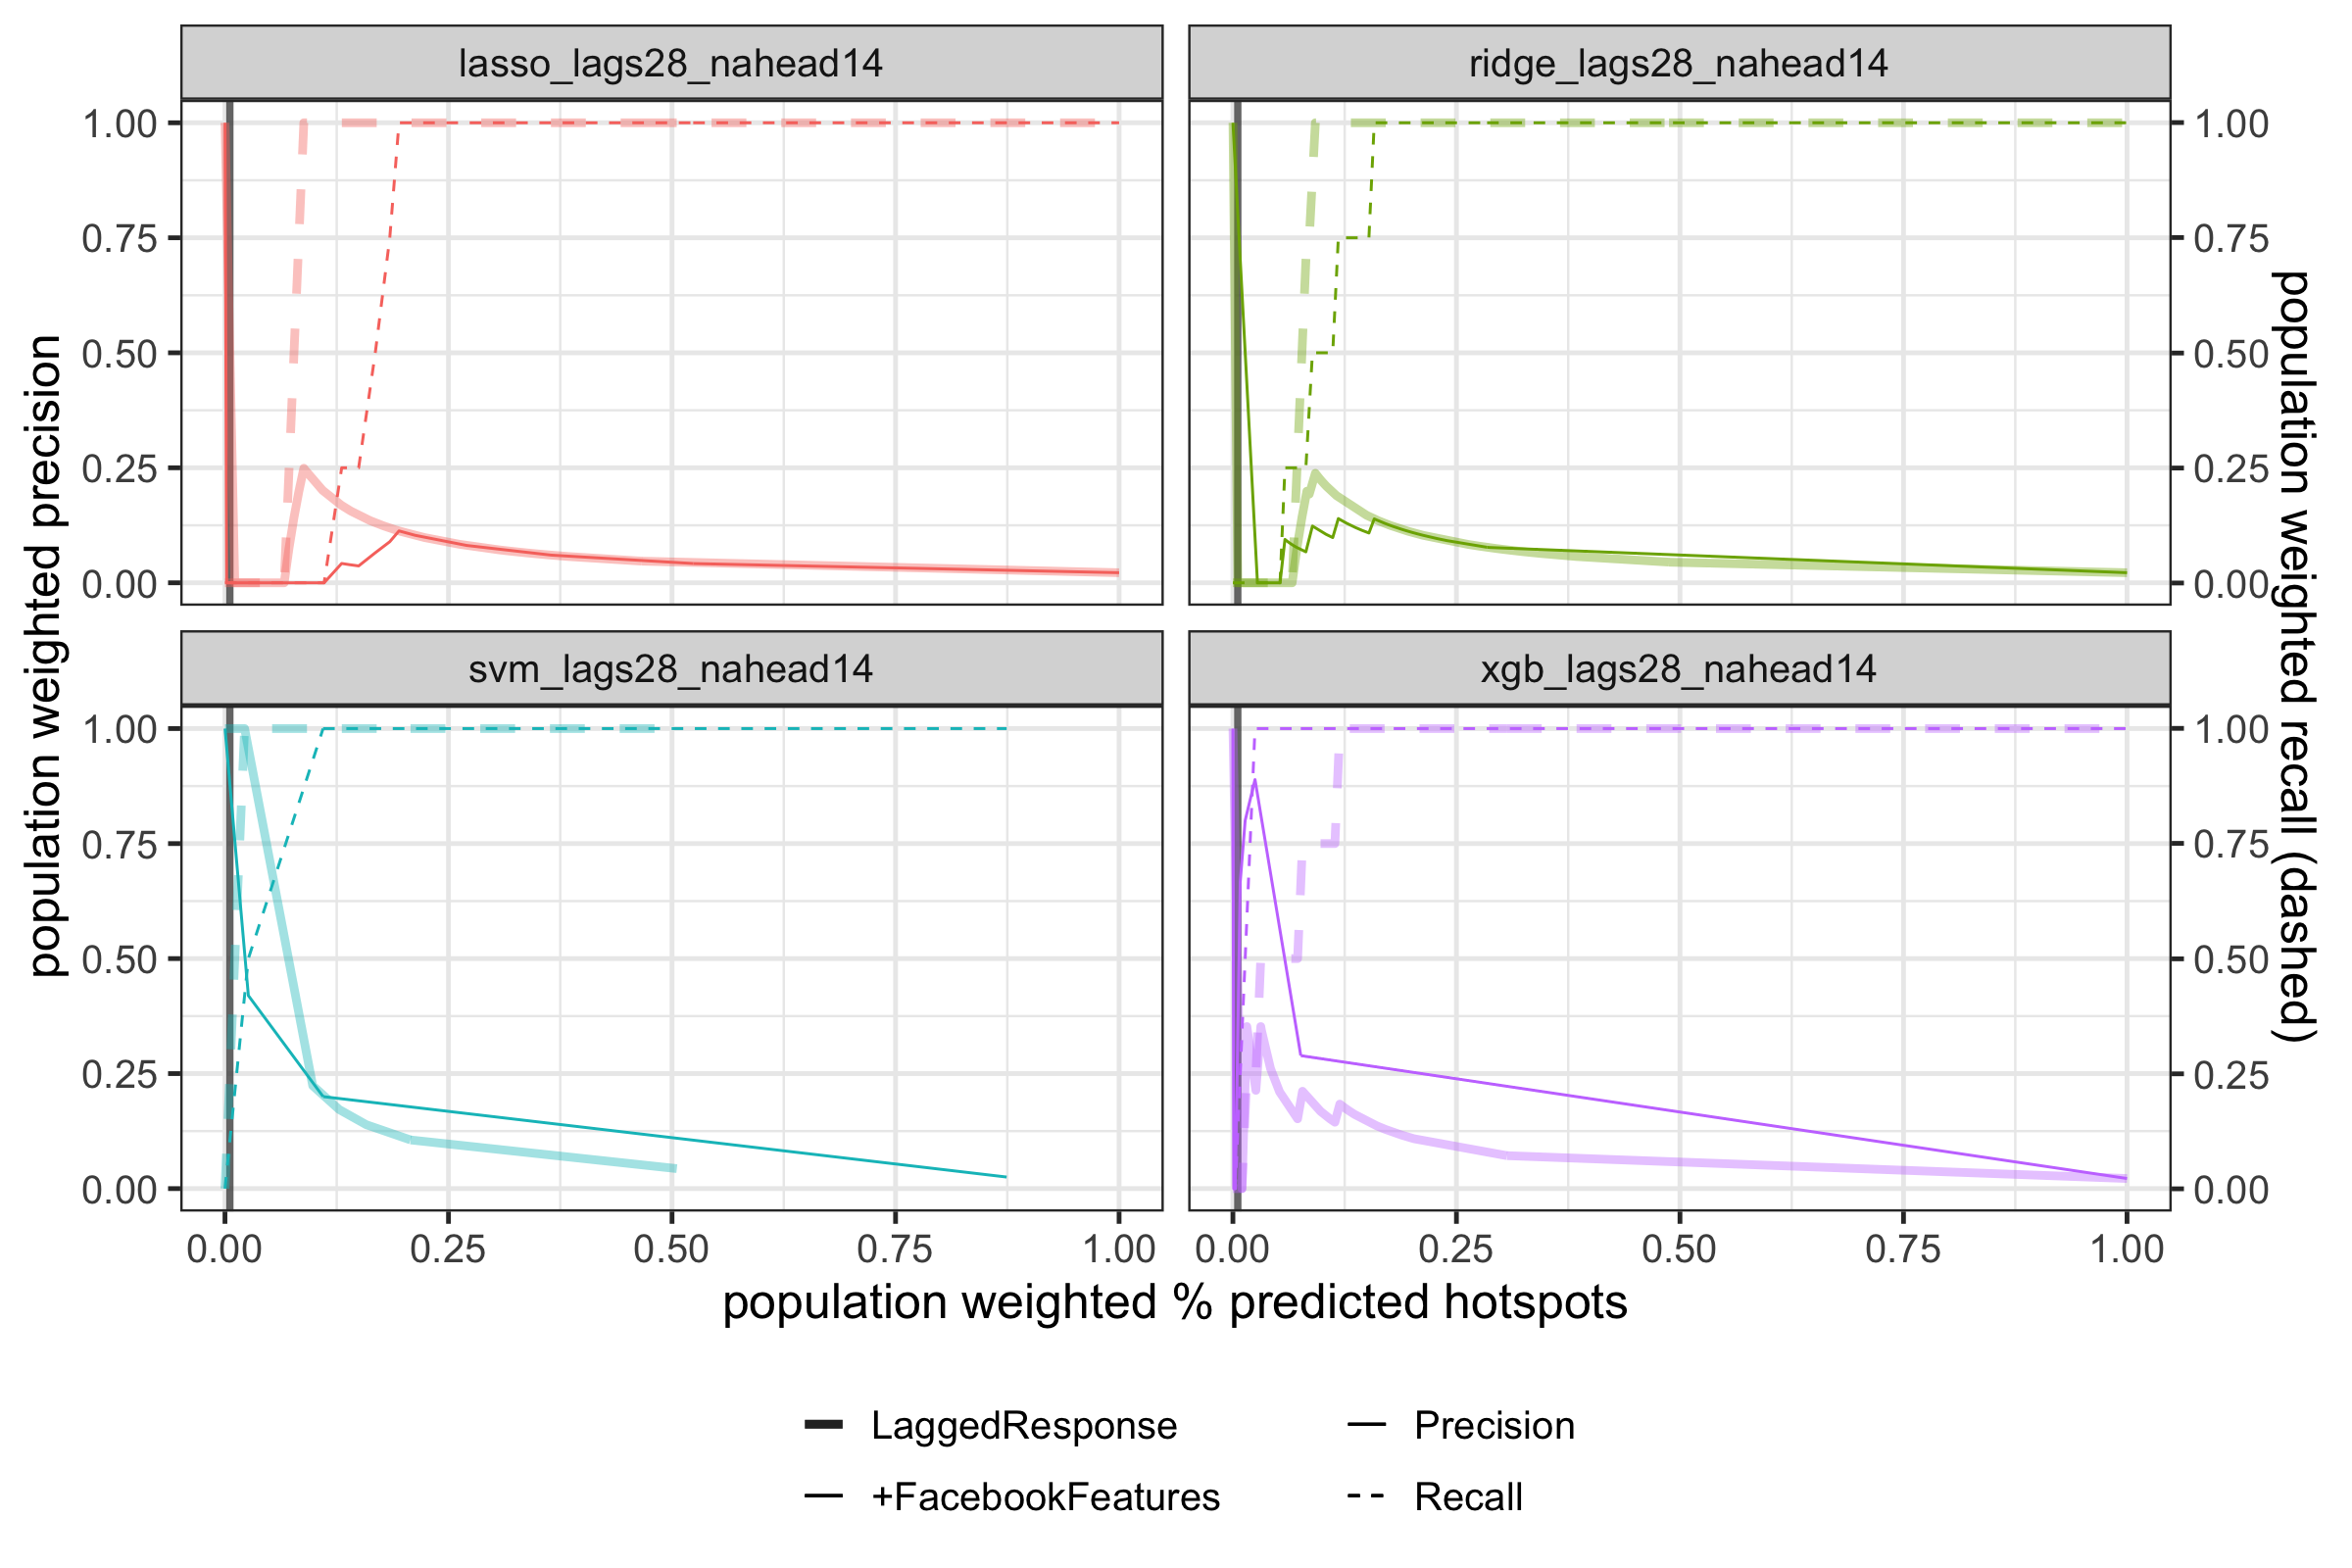 lasso_lags28_nahead14
ridge_lags28_nahead14
1.00
0.75
0.50
0.25
0.00
1.00
0.75
0.50
0.25
0.00
svm_lags28_nahead14
xgb_lags28_nahead14
1.00
0.75
0.50
0.25
0.00
1.00
0.75
0.50
0.25
0.00
population weighted precision
population weighted recall (dashed)
0.00 0.25 0.50 0.75 1.00
0.00 0.25 0.50 0.75 1.00
population weighted % predicted hotspots
LaggedResponse
+FacebookFeatures
Precision
Recall